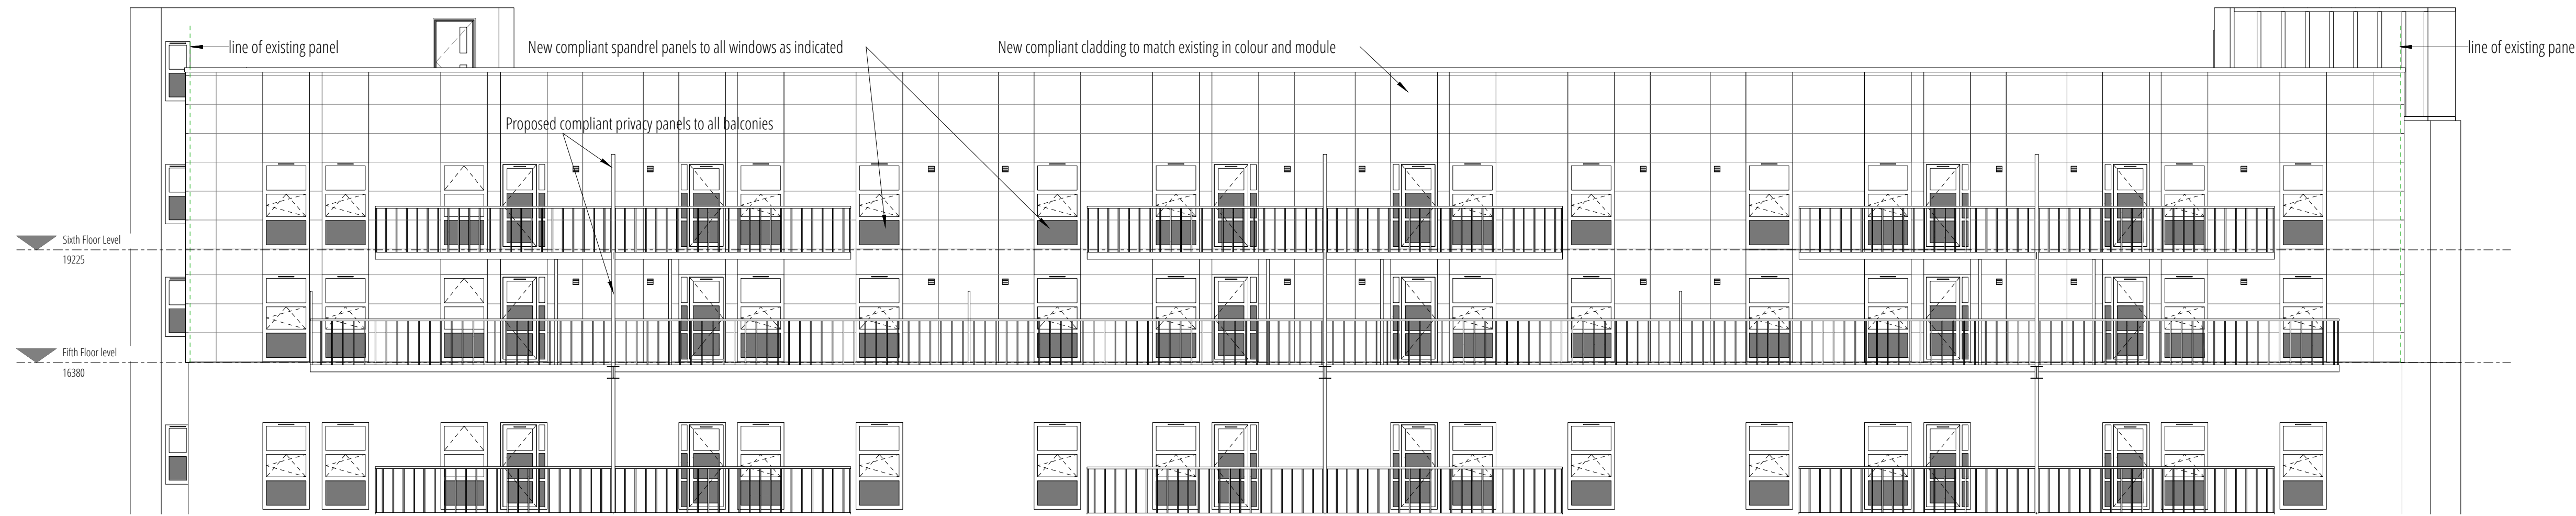 line of existing panel
New compliant spandrel panels to all windows as indicated
New compliant cladding to match existing in colour and module
line of existing pane
Proposed compliant privacy panels to all balconies
Sixth Floor Level
19225
Fifth Floor level
16380